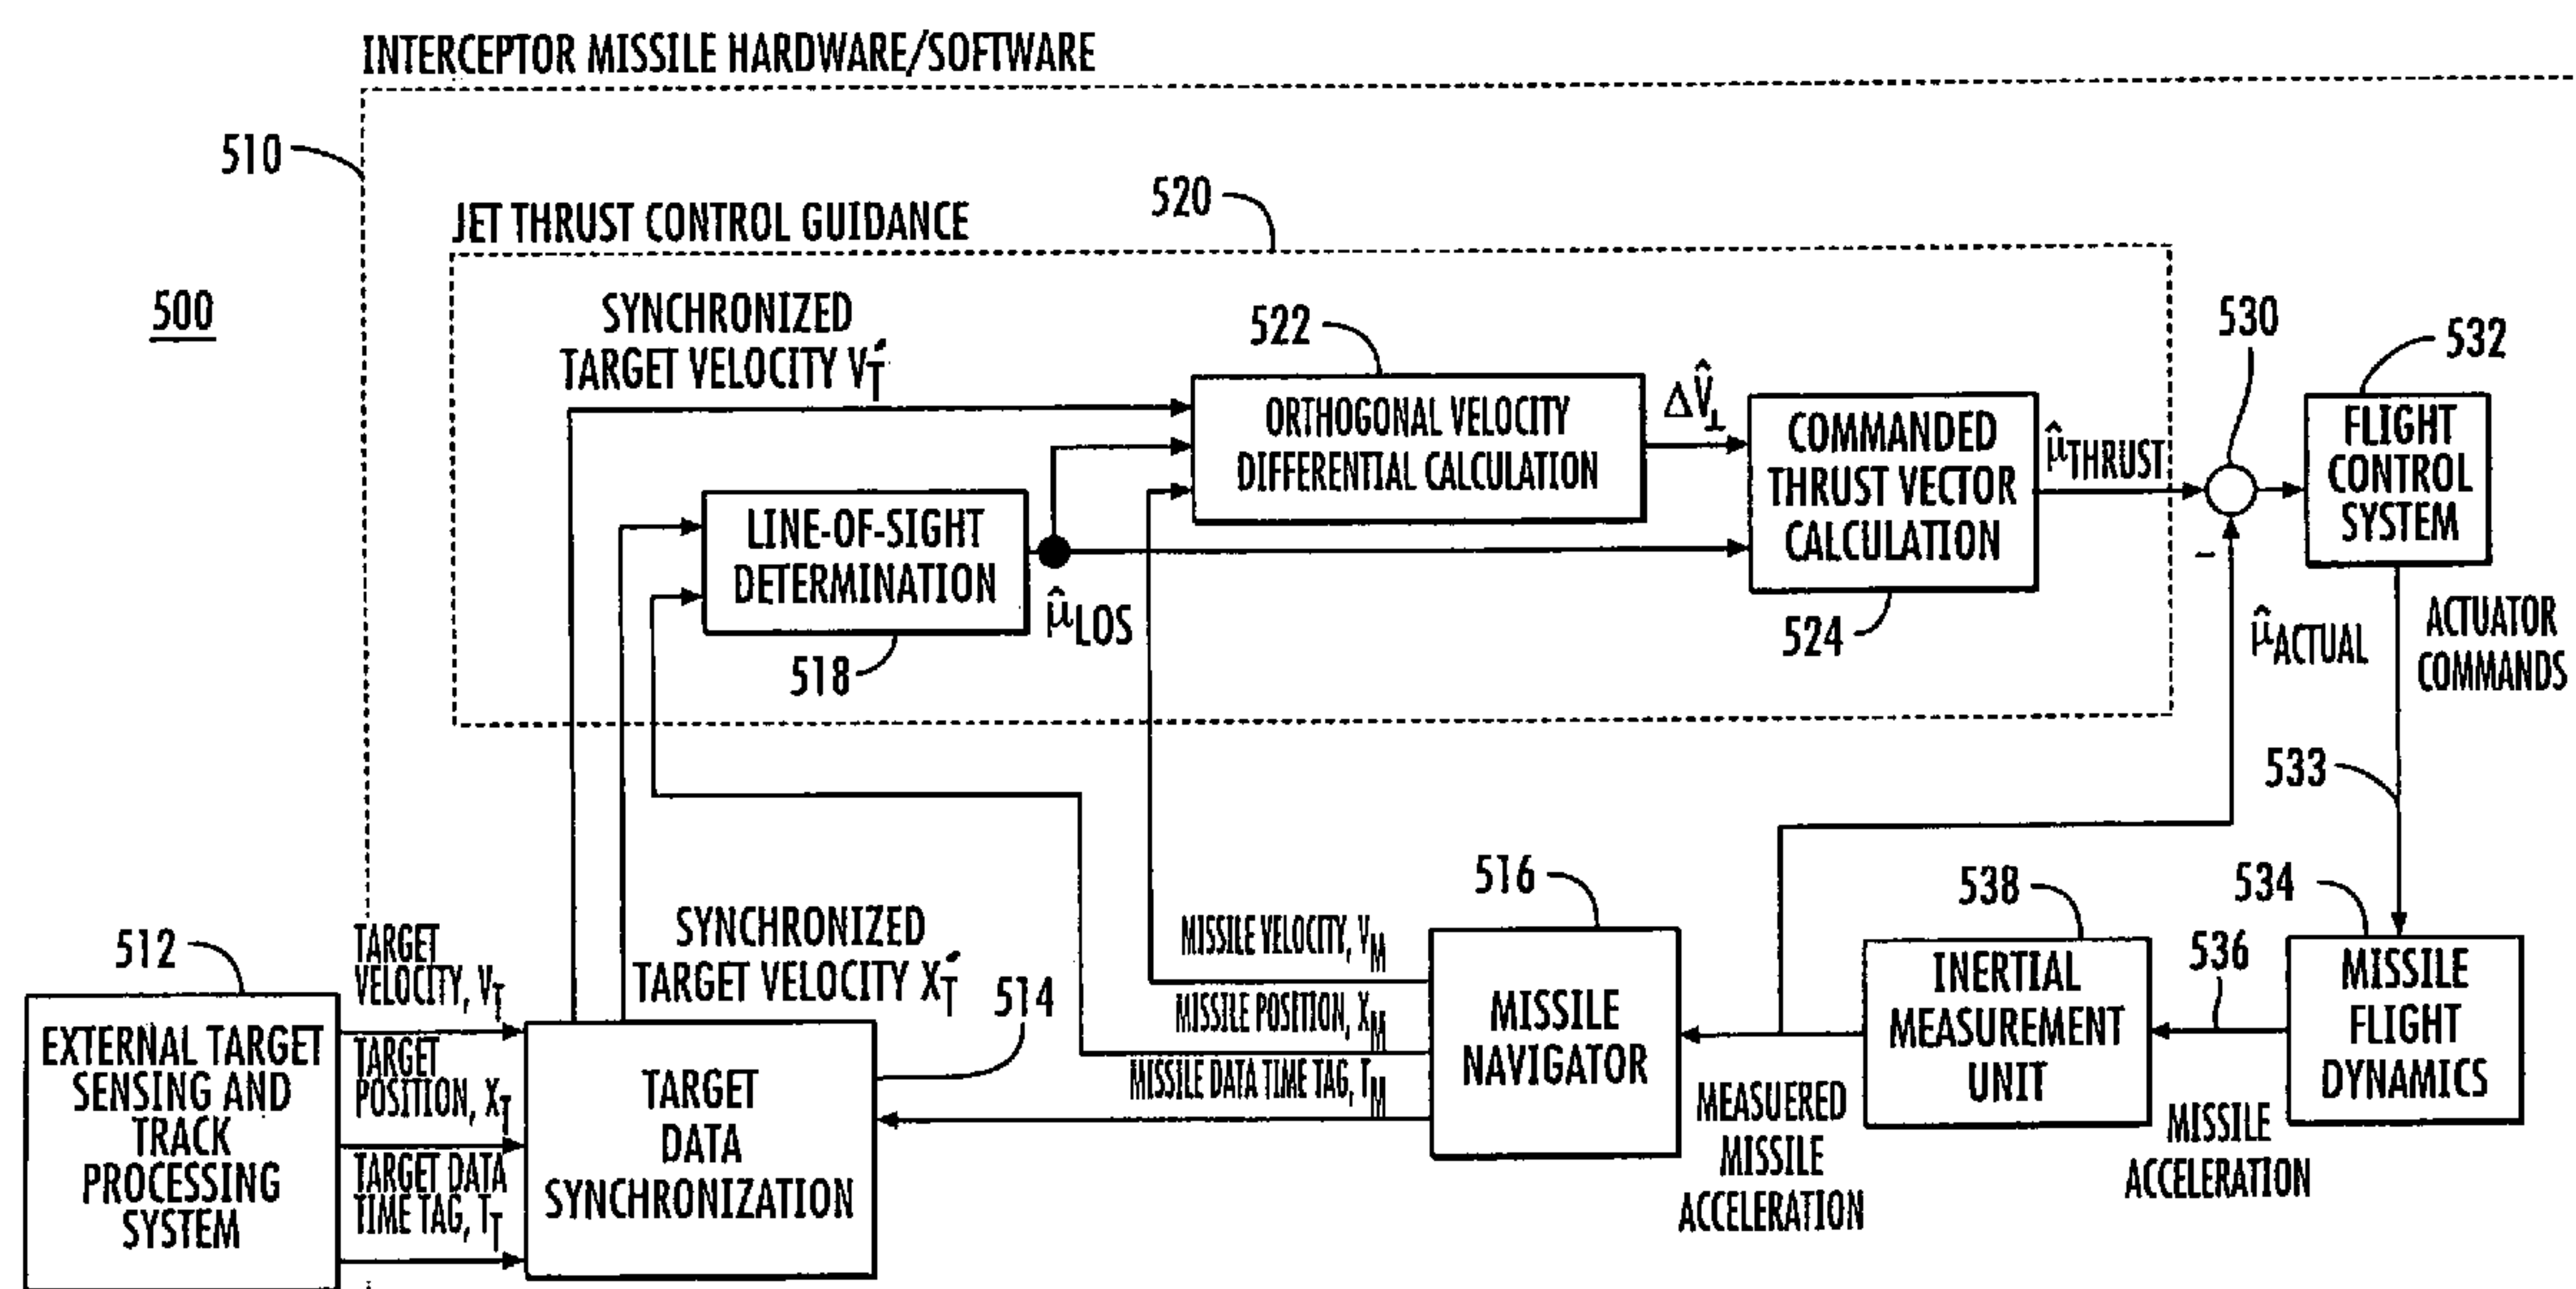 INTERCEPTOR MISSILE HARDWARE/SOFTWARE
510
520
JET THRUST CONTROL GUIDANCE
500
SYNCHRONIZED
TARGET VELOCITY V'T
522
530
532
ORTHOGONAL VELOCITY
DIFFERENTIAL CALCULATION
ΔV̂⊥
COMMANDED
THRUST VECTOR
CALCULATION
μ̂THRUST
FLIGHT
CONTROL
SYSTEM
LINE-OF-SIGHT
DETERMINATION
μ̂LOS
518
524
–
μ̂ACTUAL
ACTUATOR
COMMANDS
533
SYNCHRONIZED
TARGET VELOCITY X'T
514
516
538
534
512
TARGET
VELOCITY, VT
TARGET
POSITION, XT
TARGET DATA
TIME TAG, TT
EXTERNAL TARGET
SENSING AND
TRACK
PROCESSING
SYSTEM
TARGET
DATA
SYNCHRONIZATION
MISSILE VELOCITY, VM
MISSILE POSITION, XM
MISSILE DATA TIME TAG, TM
MISSILE
NAVIGATOR
MEASUERED
MISSILE
ACCELERATION
INERTIAL
MEASUREMENT
UNIT
536
MISSILE
ACCELERATION
MISSILE
FLIGHT
DYNAMICS